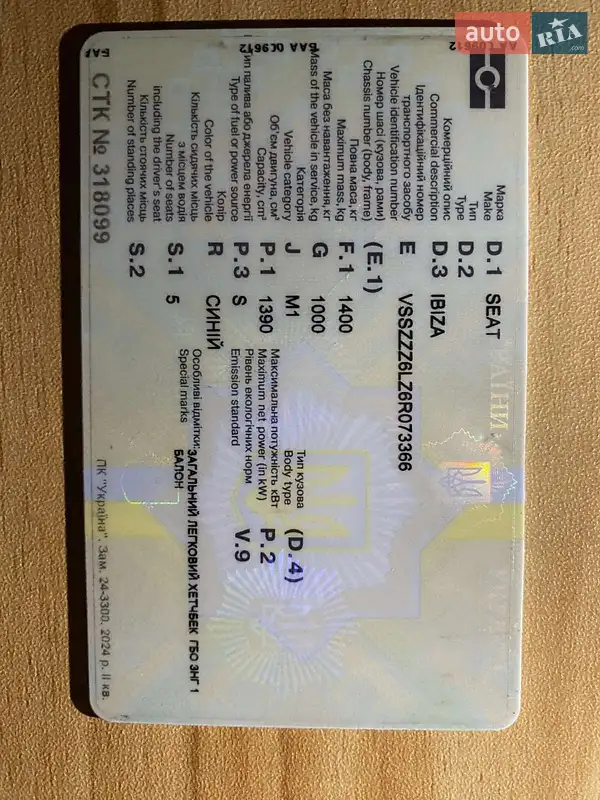 auto RIA .com
СТК № 318099
Марка
Make
D.1 SEAT
Тип
Type
D.2
Комерційний опис
Commercial description
D.3 IBIZA
Ідентифікаційний номер
транспортного засобу
Vehicle identification number
E VSSZZZ6LZ6R073366
Номер шасі (кузова, рами)
Chassis number (body, frame)
(E.1)
Повна маса, кг
Maximum mass, kg
F.1 1400
Маса без навантаження, кг
Mass of the vehicle in service, kg
G 1000
Категорія
Vehicle category
J M1
Тип кузова
Body type
(D.4)
Об'єм двигуна, см³
Capacity, cm³
P.1 1390
Максимальна потужність кВт
Maximum net power (in kW)
P.2
ип палива або джерела енергії
Type of fuel or power source
P.3 S
Рівень екологічних норм
Emission standard
V.9
Колір
Color of the vehicle
R СИНІЙ
Кількість сидячих місць
з місцем водія
Number of seats
including the driver's seat
S.1 5
Особливі відмітки:
Special marks
ЗАГАЛЬНИЙ ЛЕГКОВИЙ ХЕТЧБЕК ГБО ЗНГ 1
БАЛОН
Кількість стоячих місць
Number of standing places
S.2
ПК "Україна". Зам. 24-3300. 2024 р. II кв.